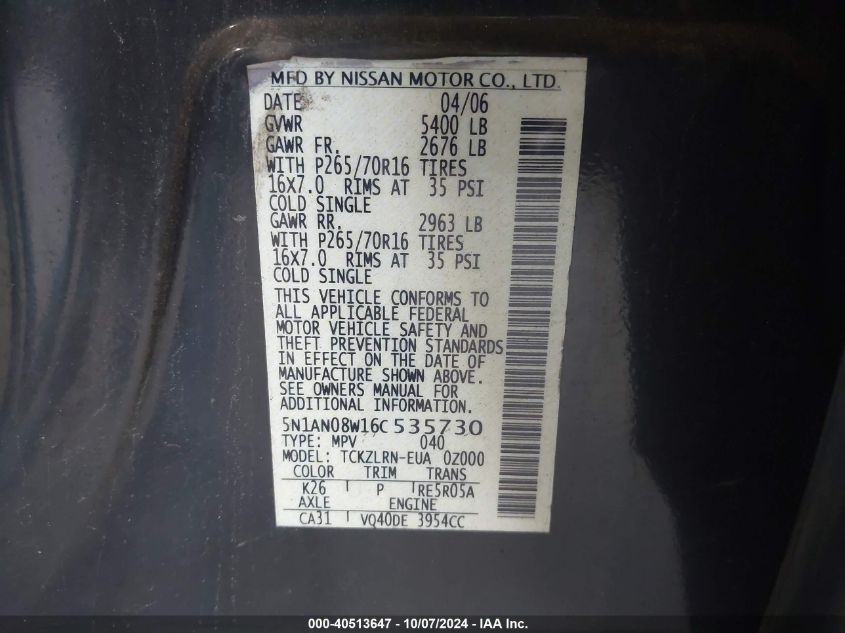 MFD BY NISSAN MOTOR CO., LTD.
DATE 04/06
GVWR 5400 LB
GAWR FR. 2676 LB
WITH P265/70R16 TIRES
16X7.0 RIMS AT 35 PSI
COLD SINGLE
GAWR RR. 2963 LB
WITH P265/70R16 TIRES
16X7.0 RIMS AT 35 PSI
COLD SINGLE
THIS VEHICLE CONFORMS TO
ALL APPLICABLE FEDERAL
MOTOR VEHICLE SAFETY AND
THEFT PREVENTION STANDARDS
IN EFFECT ON THE DATE OF
MANUFACTURE SHOWN ABOVE.
SEE OWNERS MANUAL FOR
ADDITIONAL INFORMATION.
5N1AN08W16C535730
TYPE: MPV 040
MODEL: TCKZLRN-EUA 0Z000
COLOR TRIM TRANS
K26 P RE5R05A
AXLE ENGINE
CA31 VQ40DE 3954CC
000-40513647 - 10/07/2024 - IAA Inc.